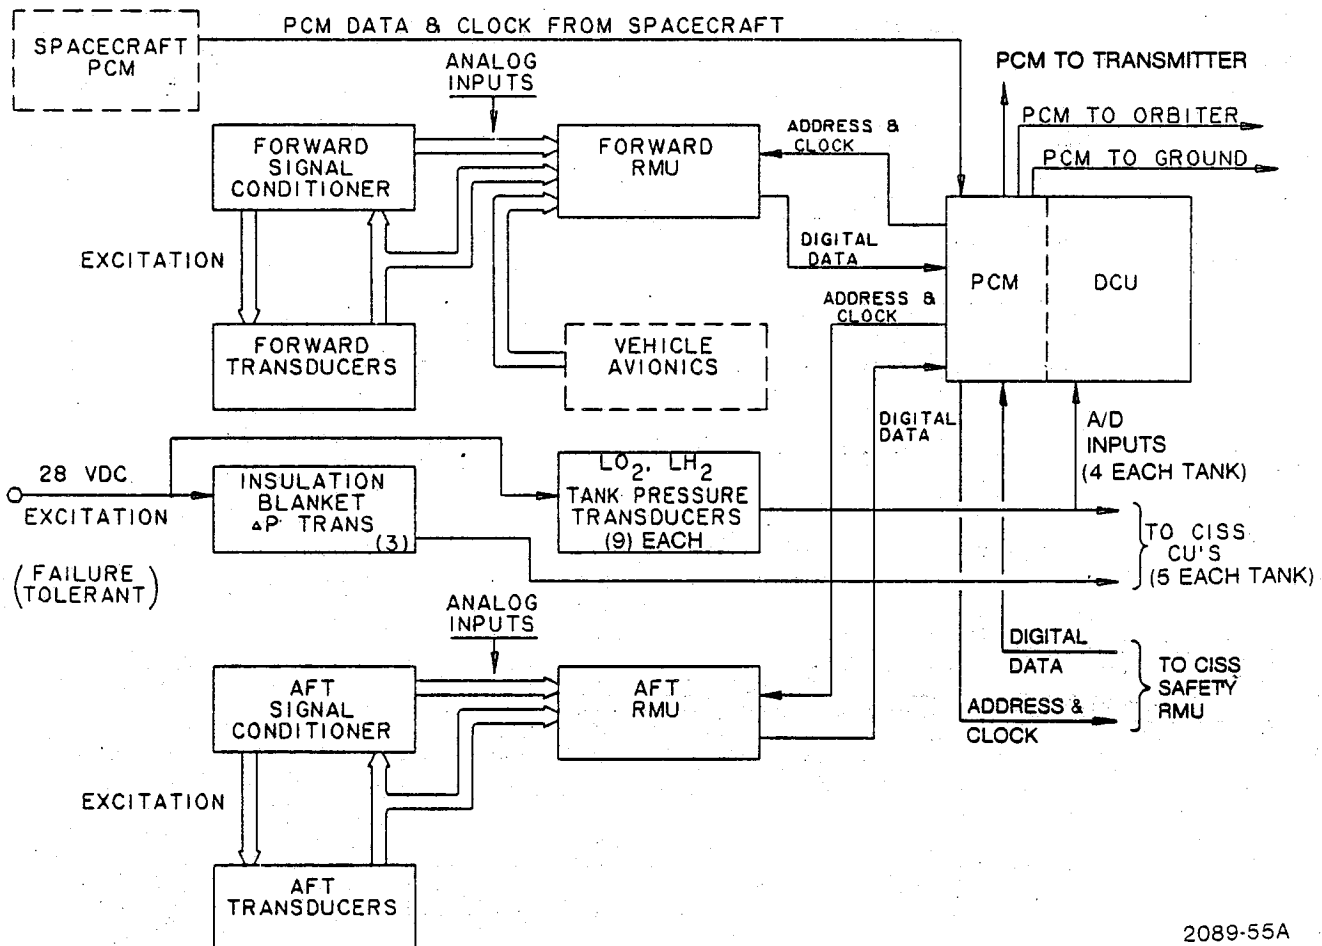 SPACECRAFT
PCM
PCM DATA & CLOCK FROM SPACECRAFT
ANALOG
INPUTS
PCM TO TRANSMITTER
PCM TO ORBITER
PCM TO GROUND
FORWARD
SIGNAL
CONDITIONER
FORWARD
RMU
ADDRESS &
CLOCK
EXCITATION
DIGITAL
DATA
PCM
DCU
ADDRESS &
CLOCK
FORWARD
TRANSDUCERS
VEHICLE
AVIONICS
DIGITAL
DATA
A/D
INPUTS
(4 EACH TANK)
28 VDC
EXCITATION
(FAILURE
TOLERANT)
INSULATION
BLANKET
△P TRANS
(3)
LO2, LH2
TANK PRESSURE
TRANSDUCERS
(9) EACH
TO CISS
CU'S
(5 EACH TANK)
ANALOG
INPUTS
DIGITAL
DATA
TO CISS
SAFETY
RMU
ADDRESS &
CLOCK
AFT
SIGNAL
CONDITIONER
AFT
RMU
EXCITATION
AFT
TRANSDUCERS
2089-55A